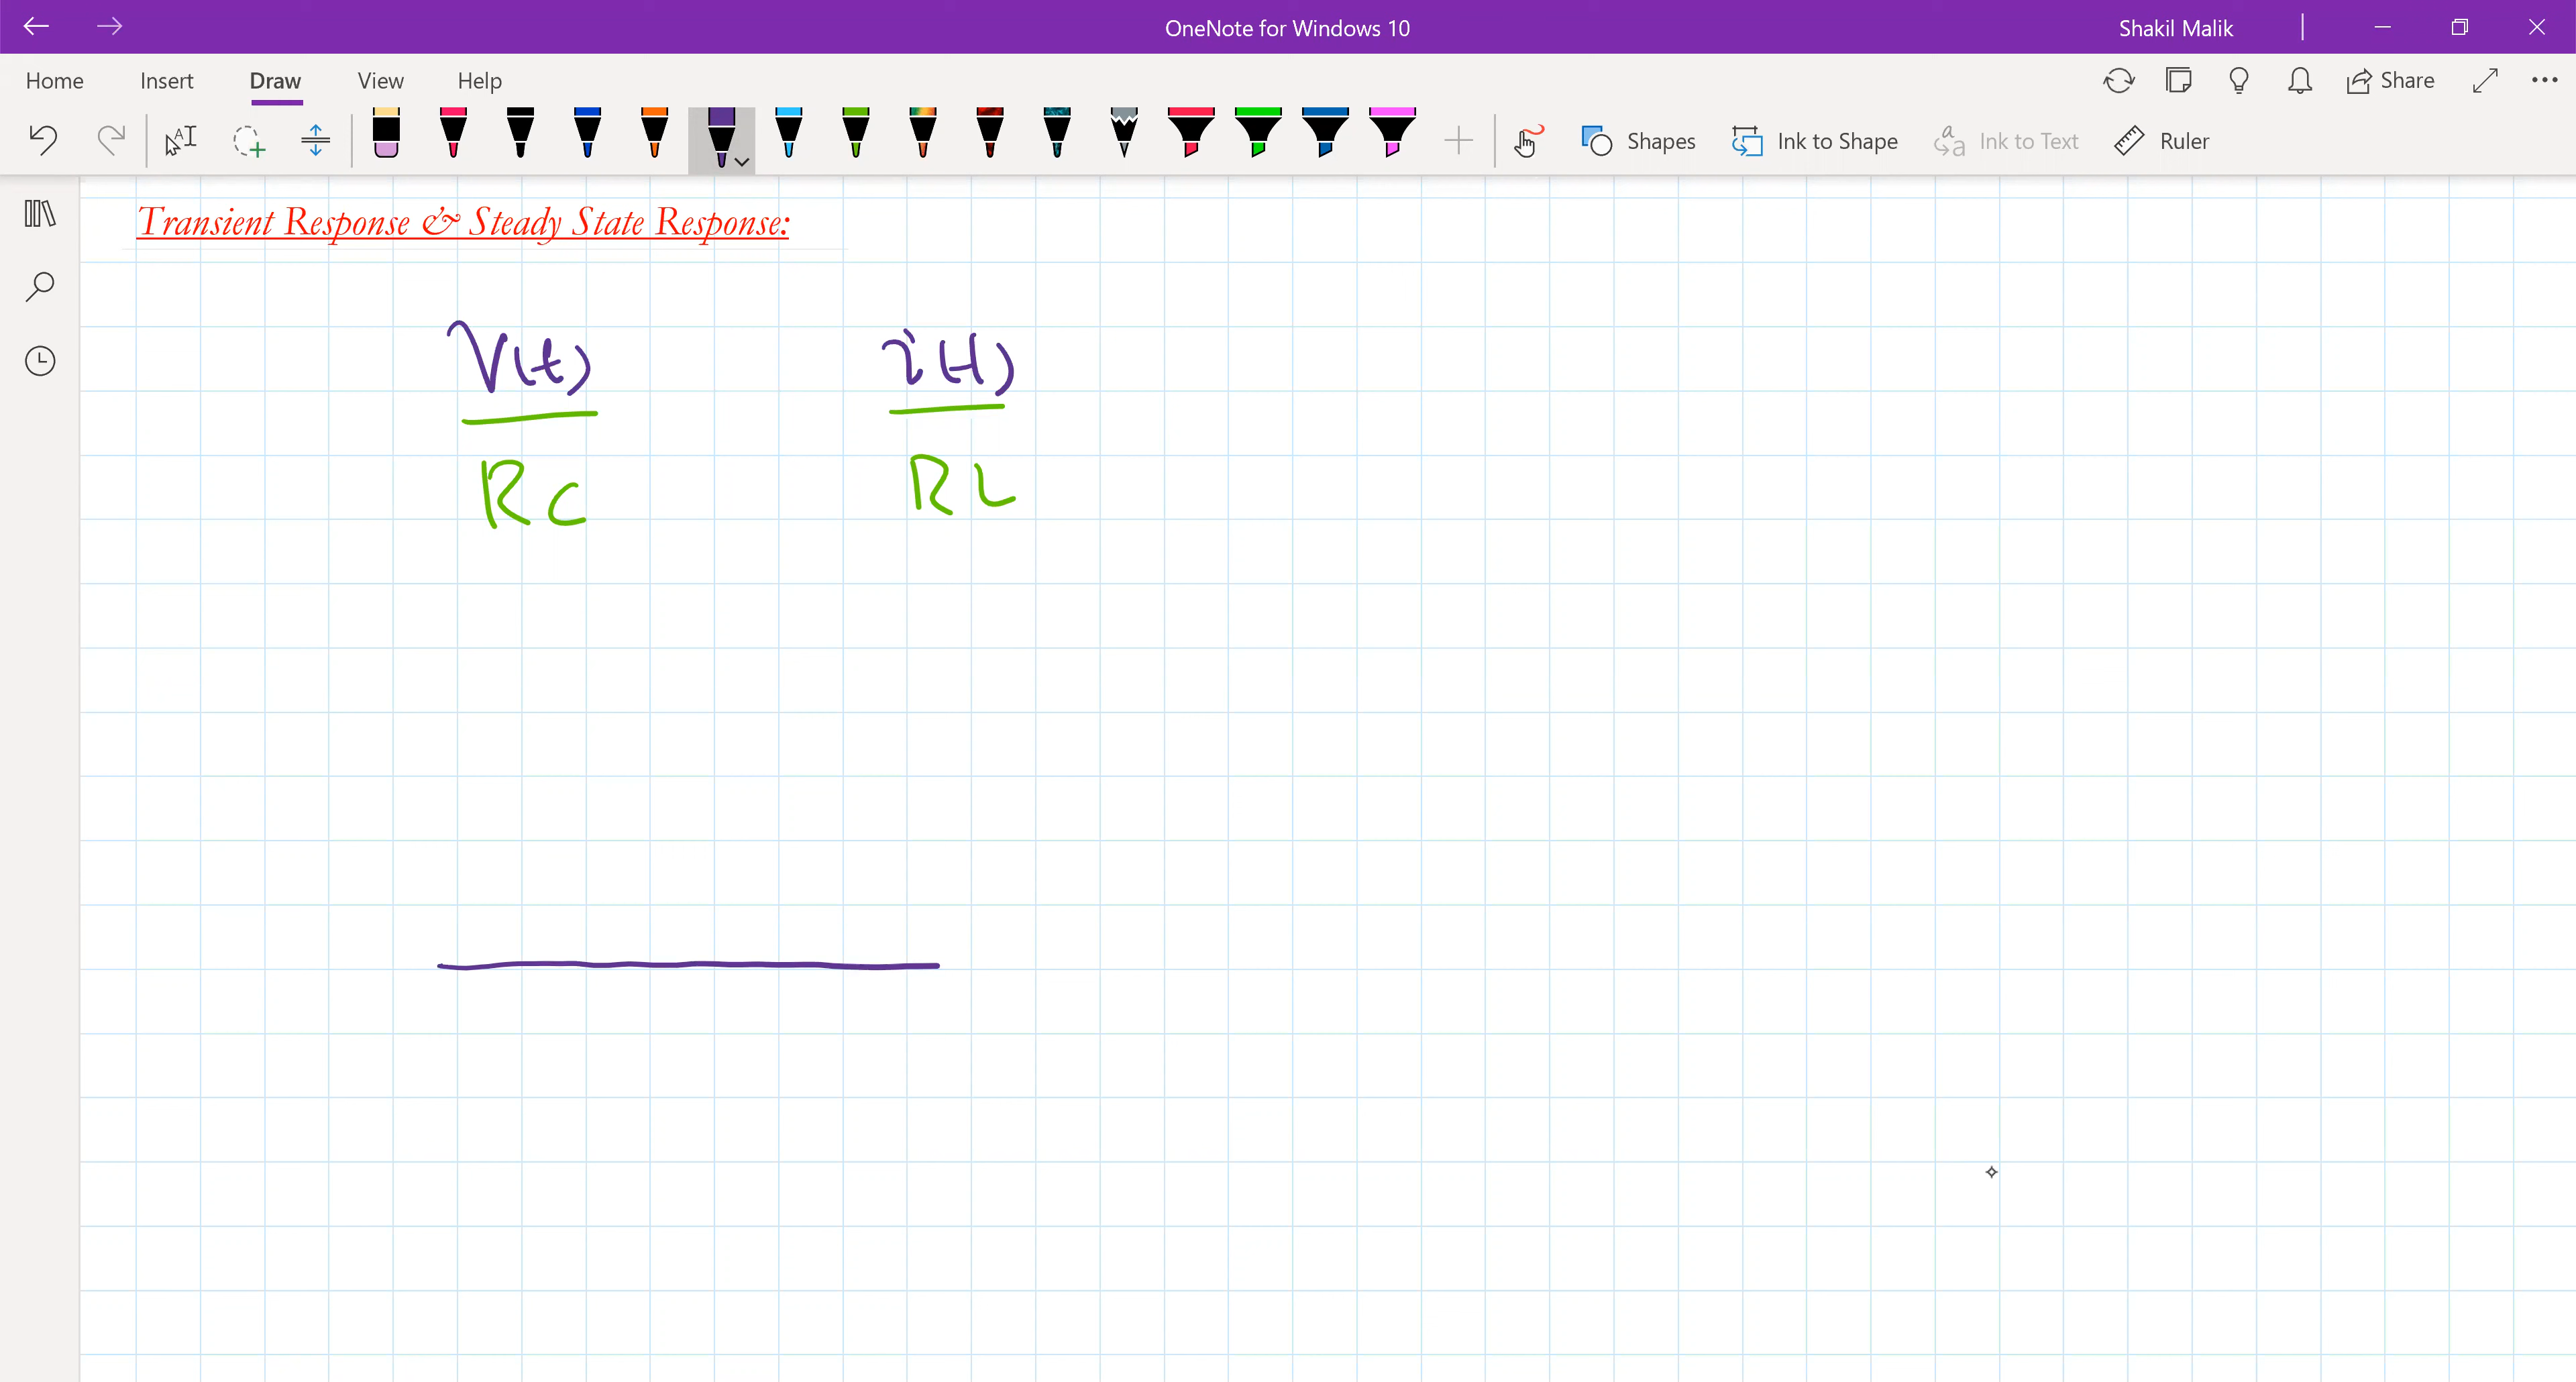 OneNote for Windows 10
Shakil Malik
Home Insert Draw View Help
Share
Shapes Ink to Shape Ink to Text Ruler
Transient Response & Steady State Response:
V(t) i(t)
RC RL